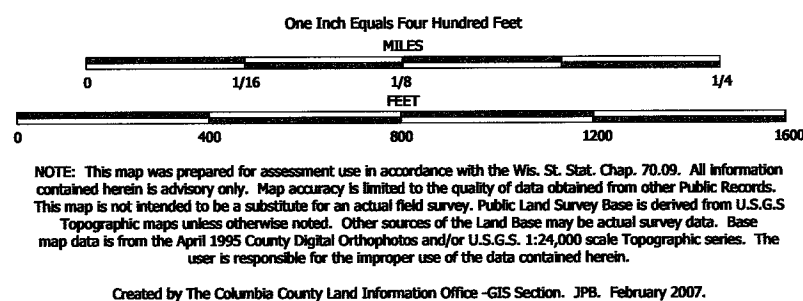 One Inch Equals Four Hundred Feet
MILES
0 1/16 1/8 1/4
FEET
0 400 800 1200 1600
NOTE: This map was prepared for assessment use in accordance with the Wis. St. Stat. Chap. 70.09. All information
contained herein is advisory only. Map accuracy is limited to the quality of data obtained from other Public Records.
This map is not intended to be a substitute for an actual field survey. Public Land Survey Base is derived from U.S.G.S
Topographic maps unless otherwise noted. Other sources of the Land Base may be actual survey data. Base
map data is from the April 1995 County Digital Orthophotos and/or U.S.G.S. 1:24,000 scale Topographic series. The
user is responsible for the improper use of the data contained herein.
Created by The Columbia County Land Information Office -GIS Section. JPB. February 2007.